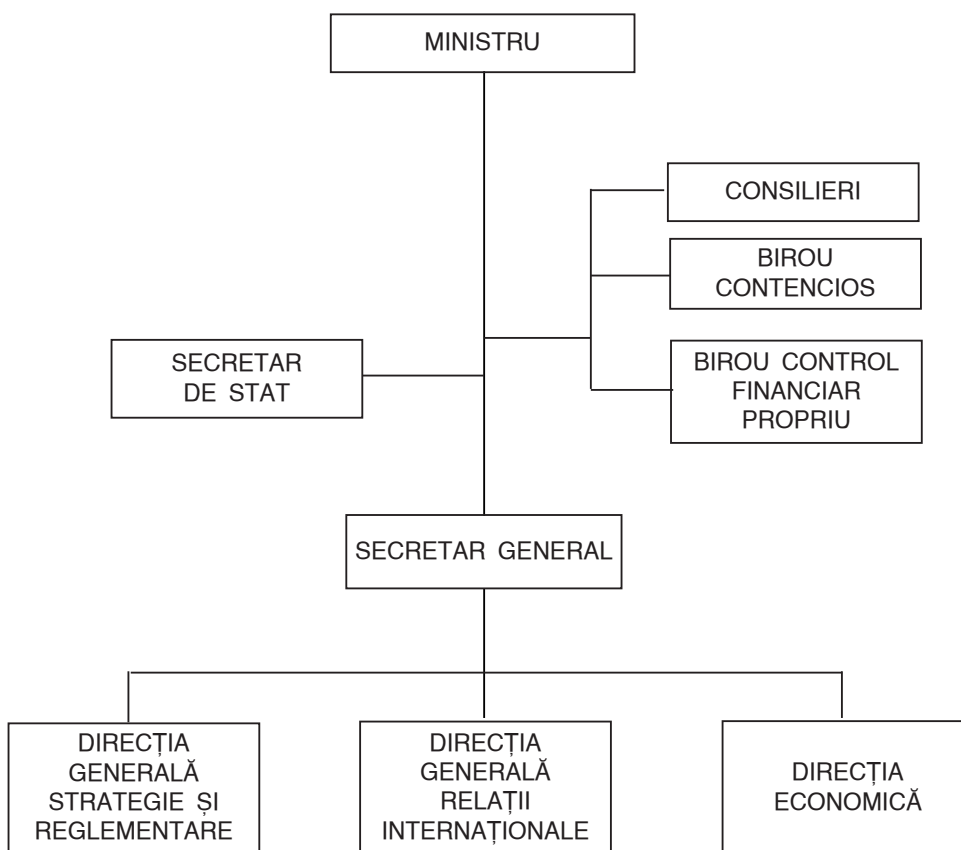 MINISTRU
CONSILIERI
BIROU
CONTENCIOS
SECRETAR
DE STAT
BIROU CONTROL
FINANCIAR
PROPRIU
SECRETAR GENERAL
DIRECȚIA
GENERALĂ
STRATEGIE ȘI
REGLEMENTARE
DIRECȚIA
GENERALĂ
RELAȚII
INTERNAȚIONALE
DIRECȚIA
ECONOMICĂ